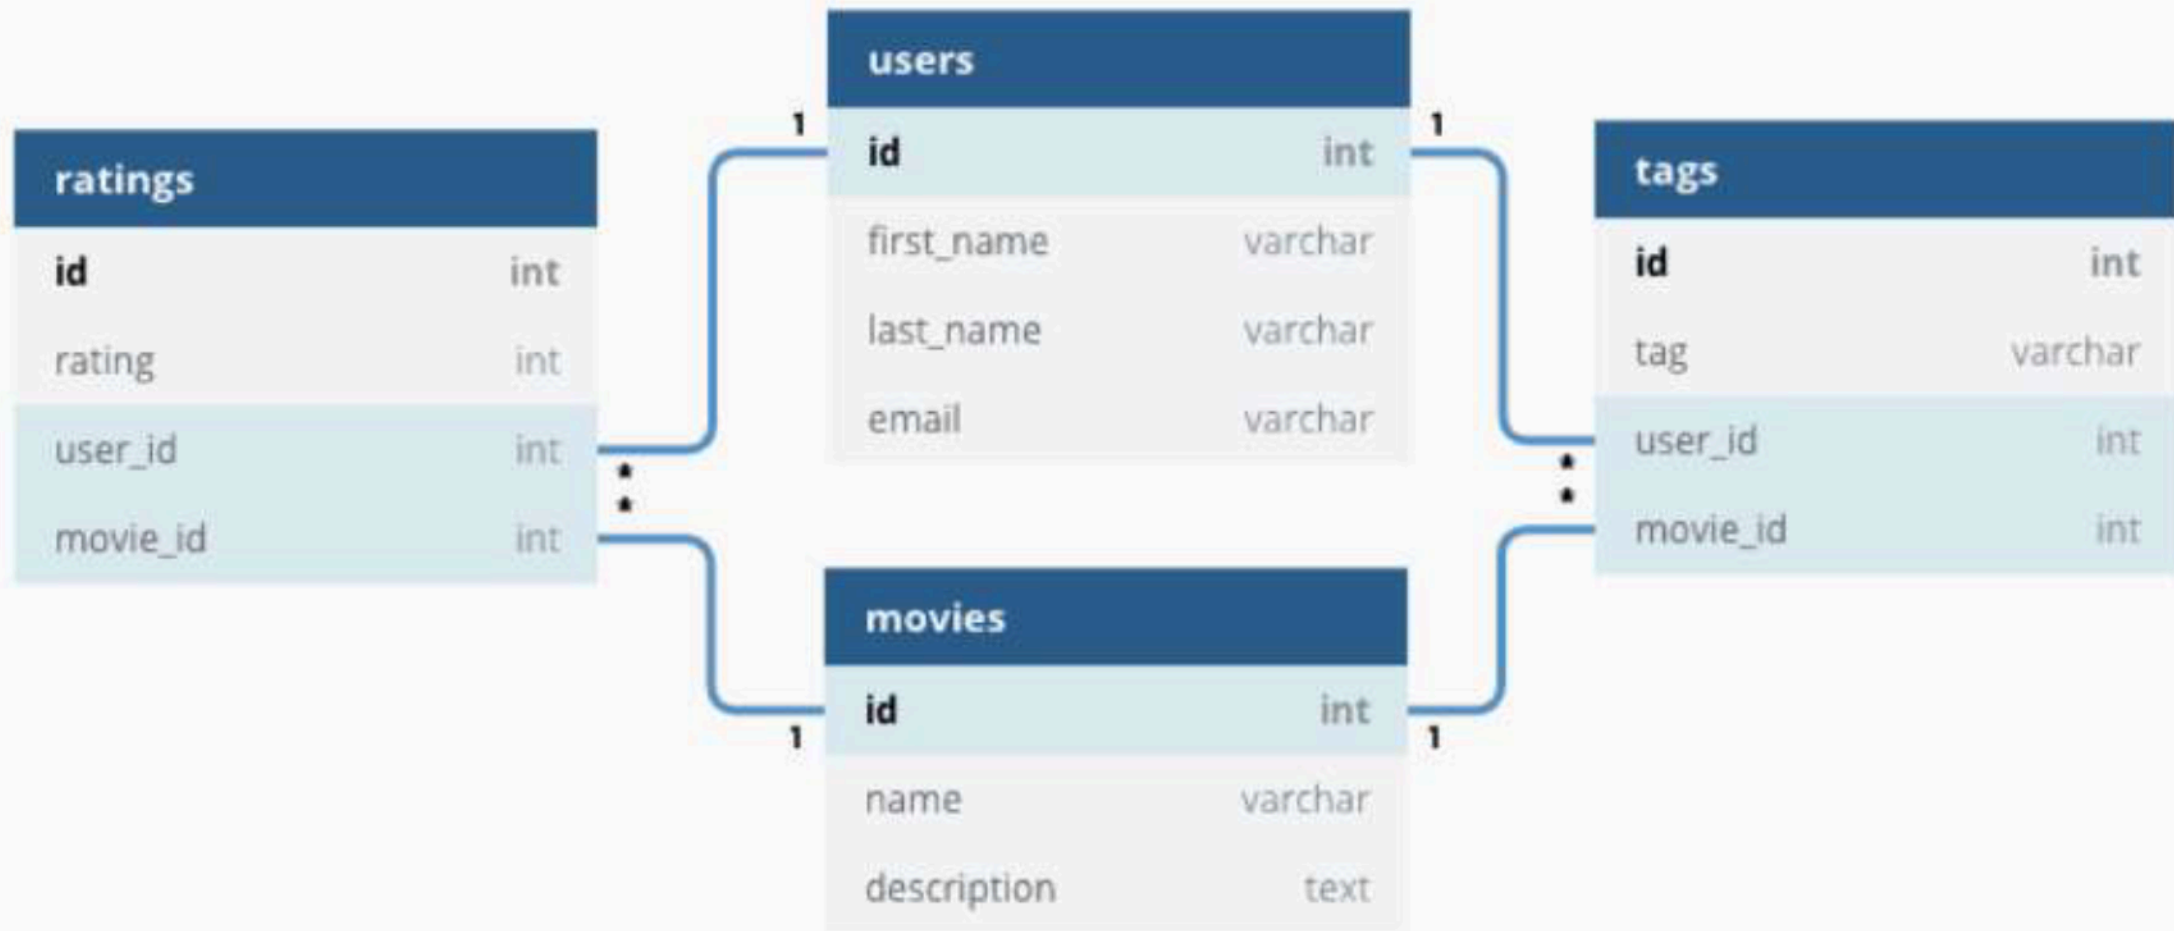 users
1
id int
1
first_name varchar
last_name varchar
email varchar
ratings
id int
rating int
user_id int
*
*
movie_id int
tags
id int
tag varchar
user_id int
*
*
movie_id int
movies
id int
1
1
name varchar
description text